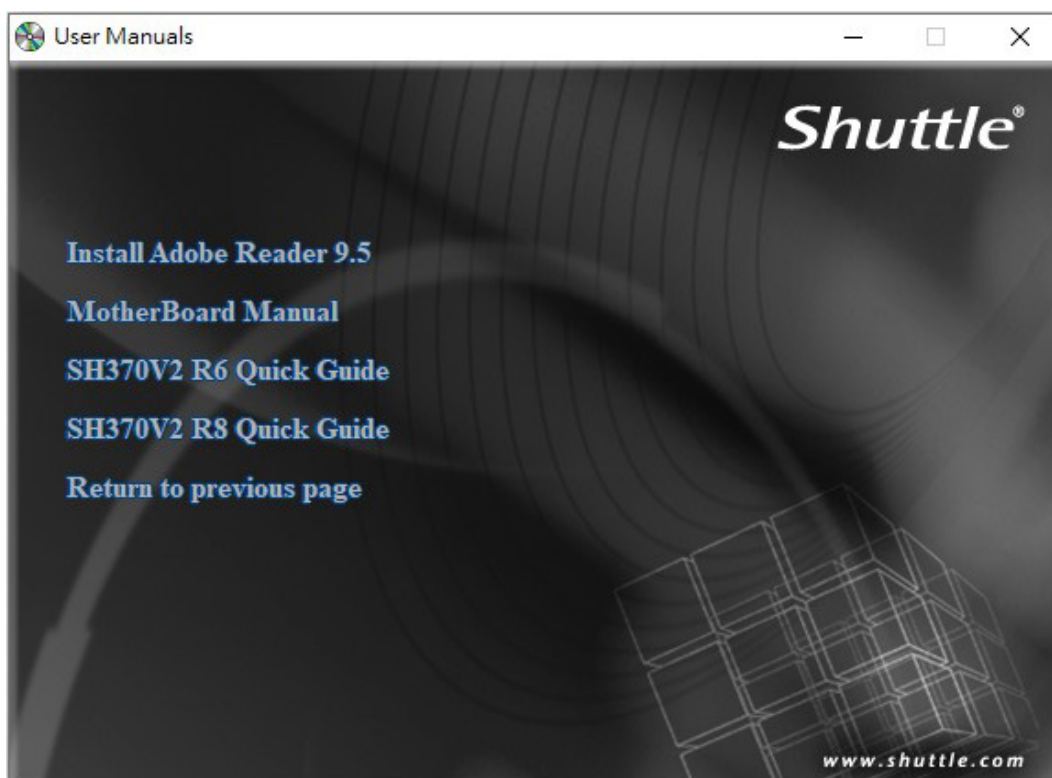 User Manuals
Shuttle®
Install Adobe Reader 9.5
MotherBoard Manual
SH370V2 R6 Quick Guide
SH370V2 R8 Quick Guide
Return to previous page
www.shuttle.com